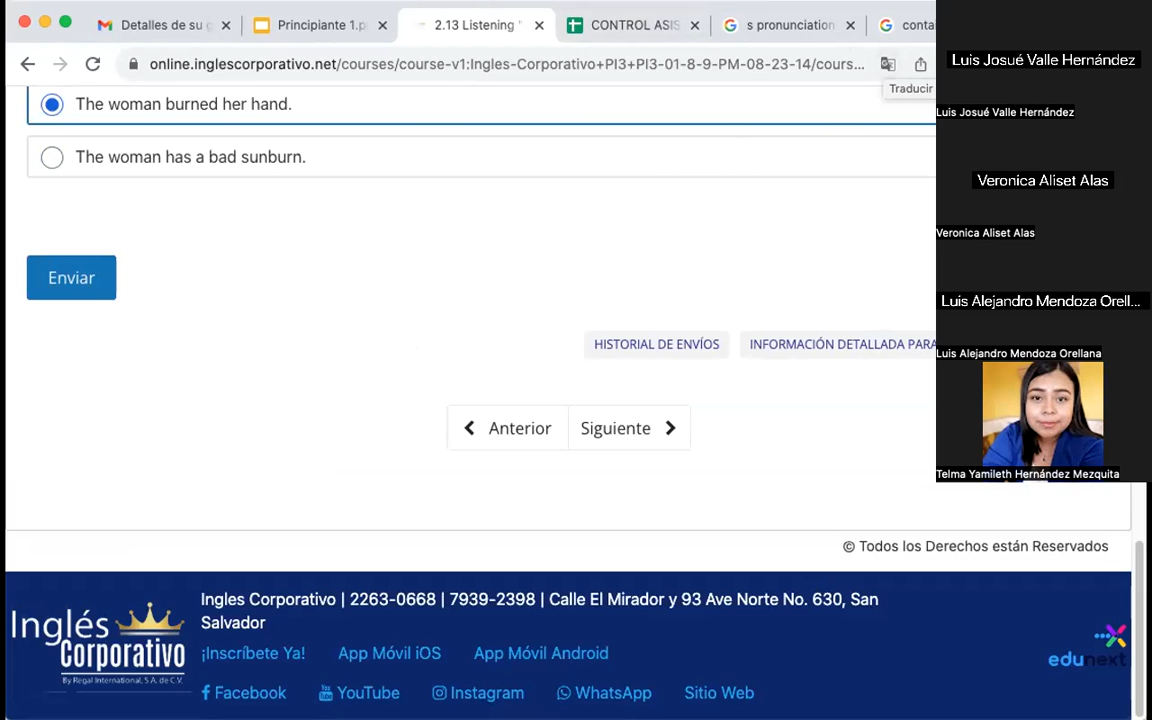 Detalles de su g
Principiante 1.p
2.13 Listening "
CONTROL ASIS
s pronunciation
conta
online.inglescorporativo.net/courses/course-v1:Ingles-Corporativo+PI3+PI3-01-8-9-PM-08-23-14/cours...
Traducir
The woman burned her hand.
The woman has a bad sunburn.
Enviar
HISTORIAL DE ENVÍOS
INFORMACIÓN DETALLADA PARA
Anterior
Siguiente
Luis Josué Valle Hernández
Luis Josué Valle Hernández
Veronica Aliset Alas
Veronica Aliset Alas
Luis Alejandro Mendoza Orell...
Luis Alejandro Mendoza Orellana
Telma Yamileth Hernández Mezquita
© Todos los Derechos están Reservados
Inglés
Corporativo
By Regal International, S.A. de C.V.
Ingles Corporativo | 2263-0668 | 7939-2398 | Calle El Mirador y 93 Ave Norte No. 630, San
Salvador
¡Inscríbete Ya!
App Móvil iOS
App Móvil Android
Facebook
YouTube
Instagram
WhatsApp
Sitio Web
edunext